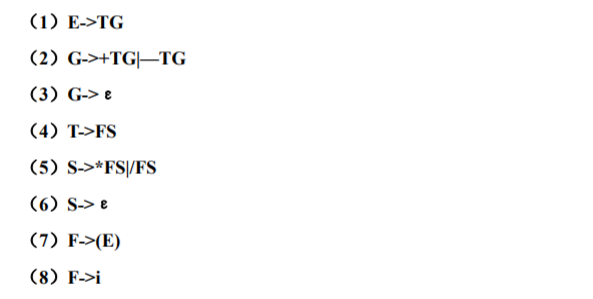 （1）E->TG
（2）G->+TG|—TG
（3）G-> ε
（4）T->FS
（5）S->*FS|/FS
（6）S-> ε
（7）F->(E)
（8）F->i